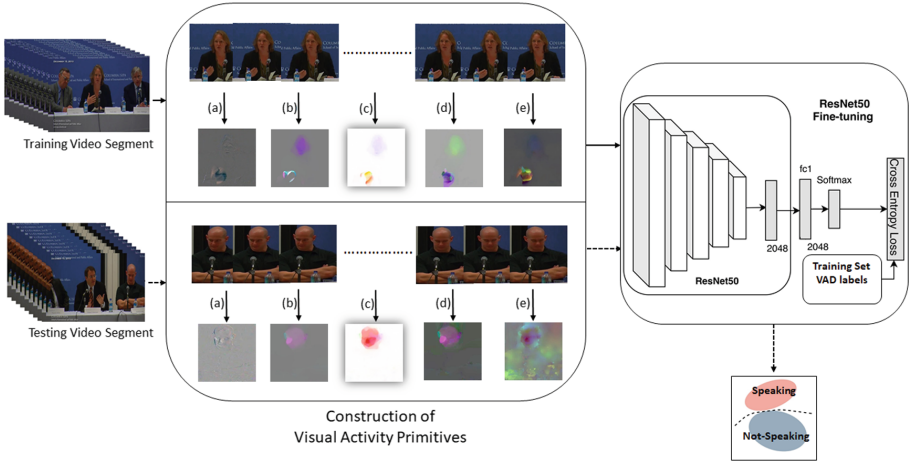 Training Video Segment
(a)
(b)
(c)
(d)
(e)
Testing Video Segment
(a)
(b)
(c)
(d)
(e)
Construction of
Visual Activity Primitives
ResNet50
Fine-tuning
fc1
Softmax
2048
2048
ResNet50
Cross Entropy Loss
Training Set
VAD labels
Speaking
Not-Speaking